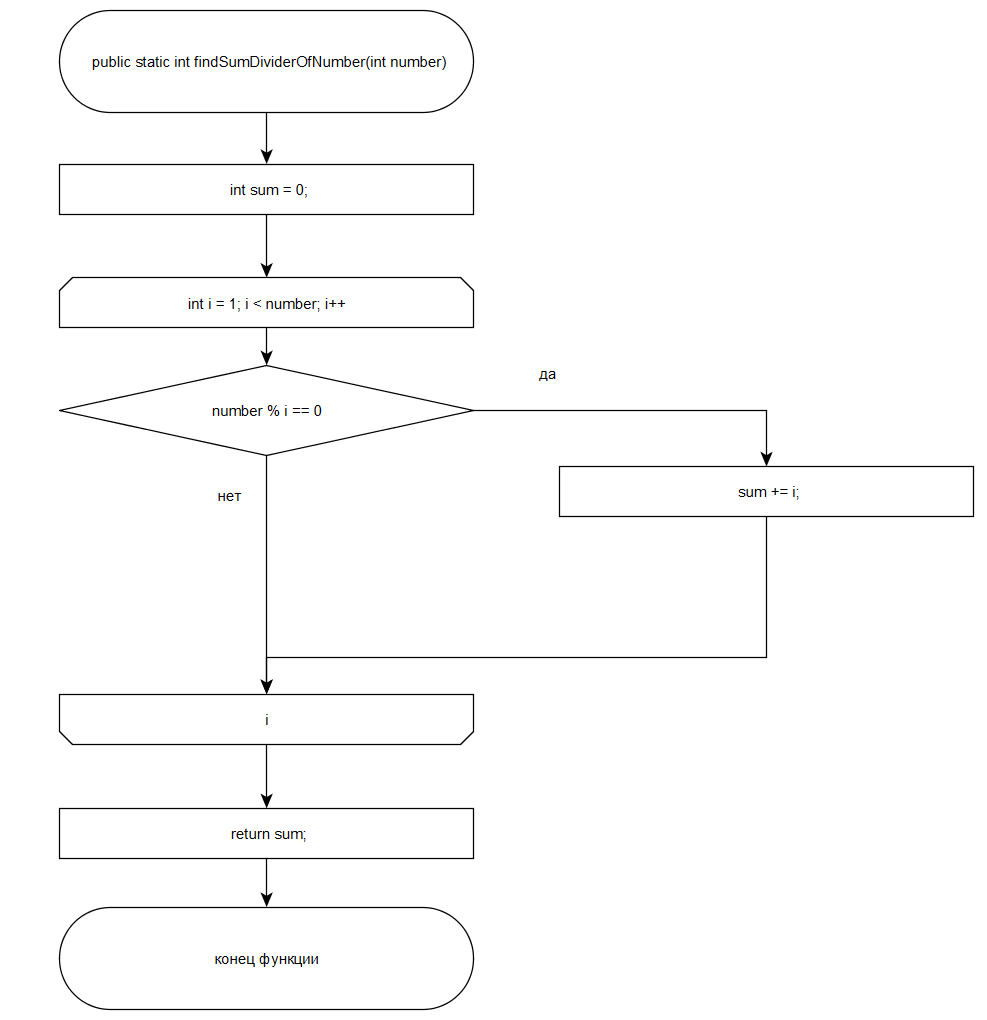 public static int findSumDividerOfNumber(int number)
int sum = 0;
int i = 1; i < number; i++
number % i == 0
да
нет
sum += i;
i
return sum;
конец функции